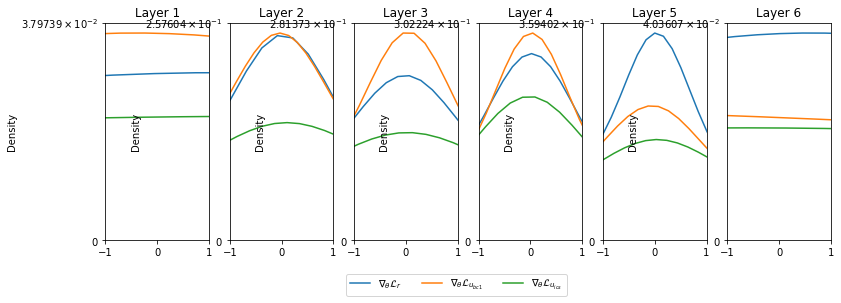 Layer 1 Layer 2 Layer 3 Layer 4 Layer 5 Layer 6
3.79739 × 10⁻² 2.57604 × 10⁻¹ 2.81373 × 10⁻¹ 3.02224 × 10⁻¹ 3.59402 × 10⁻¹ 4.03607 × 10⁻²
Density Density Density Density Density Density
0 0 0 0 0 0
−1 0 1 −1 0 1 −1 0 1 −1 0 1 −1 0 1 −1 0 1
∇θℒr ∇θℒu_bc1 ∇θℒu_ics